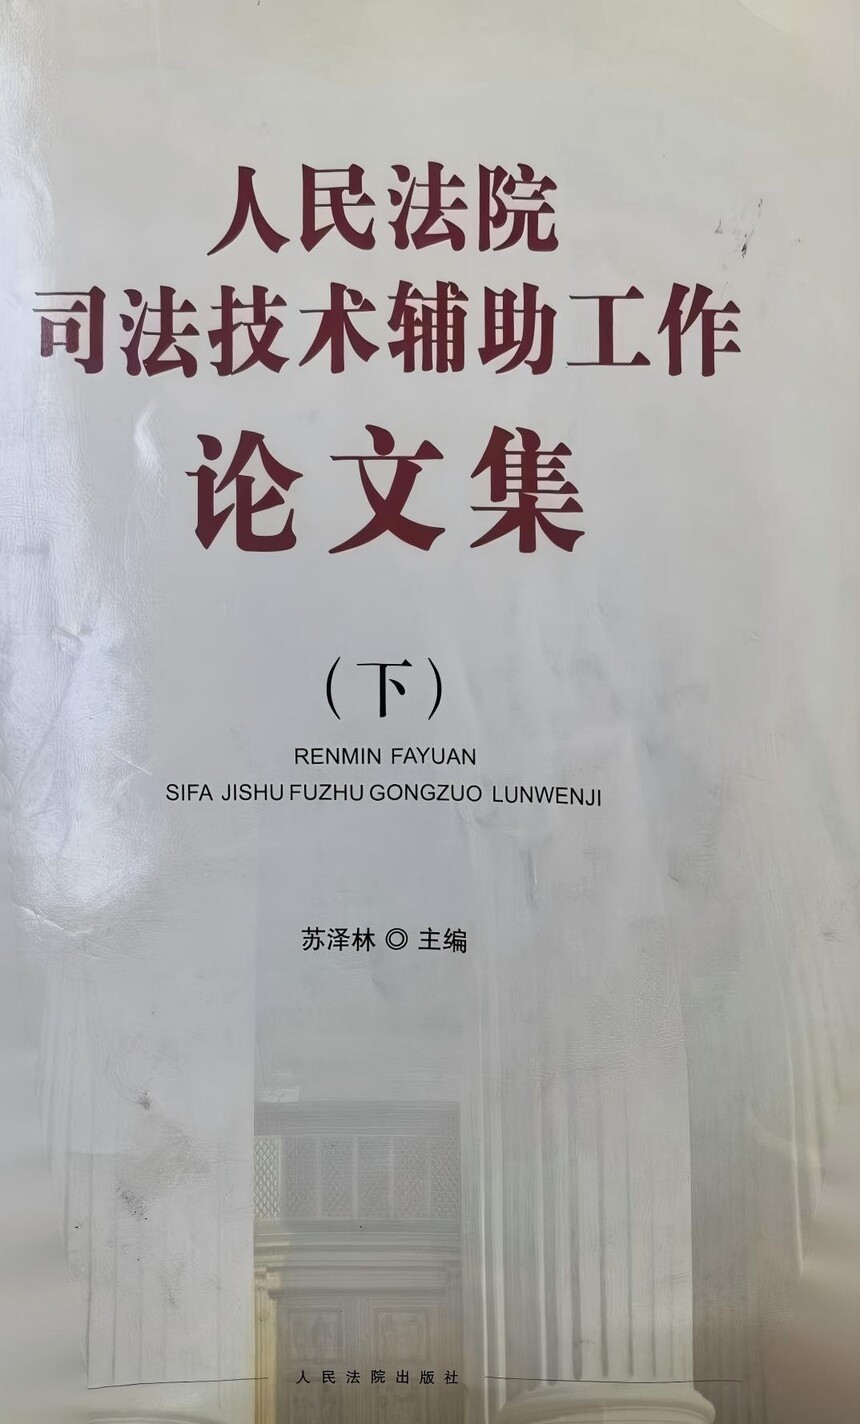 人民法院
司法技术辅助工作
论文集
（下）
RENMIN FAYUAN
SIFA JISHU FUZHU GONGZUO LUNWENJI
苏泽林 ◎ 主编
人民法院出版社